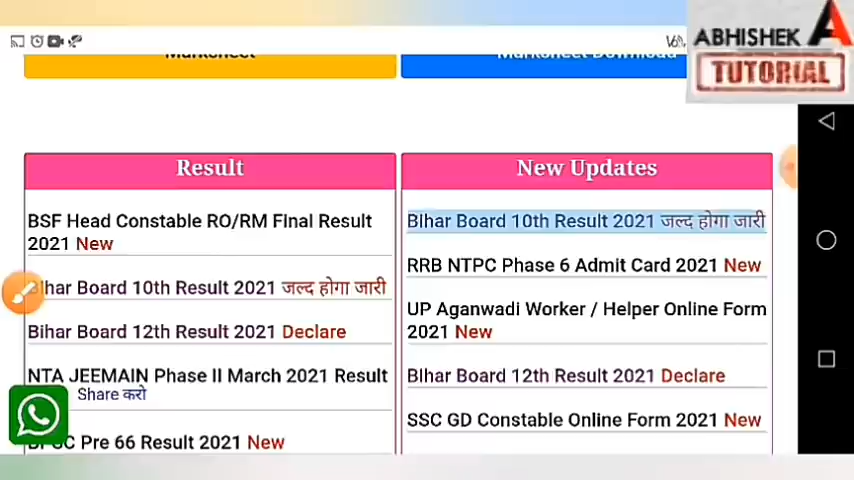 ABHISHEK
TUTORIAL
Marksheet
Marksheet Download
Result
BSF Head Constable RO/RM Final Result
2021 New
Bihar Board 10th Result 2021 जल्द होगा जारी
Bihar Board 12th Result 2021 Declare
NTA JEEMAIN Phase II March 2021 Result
Share करो
Pre 66 Result 2021 New
New Updates
Bihar Board 10th Result 2021 जल्द होगा जारी
RRB NTPC Phase 6 Admit Card 2021 New
UP Aganwadi Worker / Helper Online Form
2021 New
Bihar Board 12th Result 2021 Declare
SSC GD Constable Online Form 2021 New